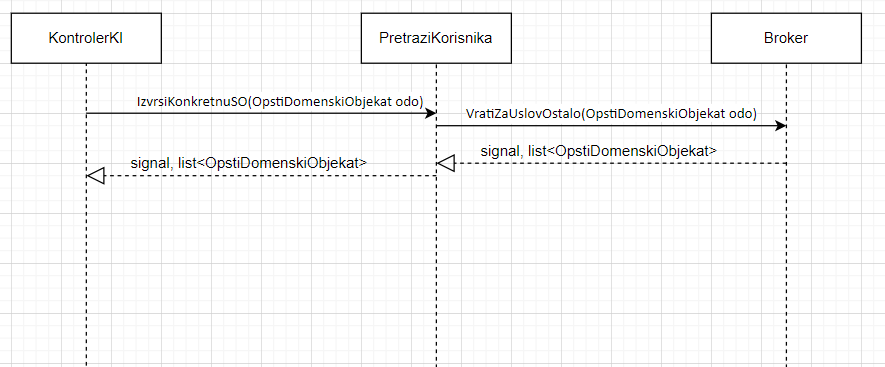 KontrolerKI
PretraziKorisnika
Broker
IzvrsiKonkretnuSO(OpstiDomenskiObjekat odo)
VratiZaUslovOstalo(OpstiDomenskiObjekat odo)
signal, list<OpstiDomenskiObjekat>
signal, list<OpstiDomenskiObjekat>